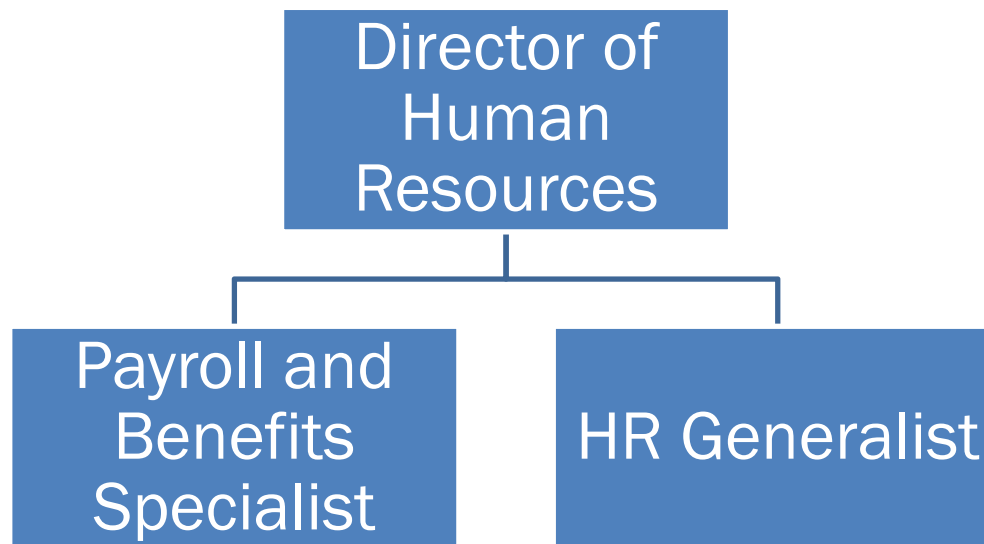 Director of
Human
Resources
Payroll and
Benefits
Specialist
HR Generalist